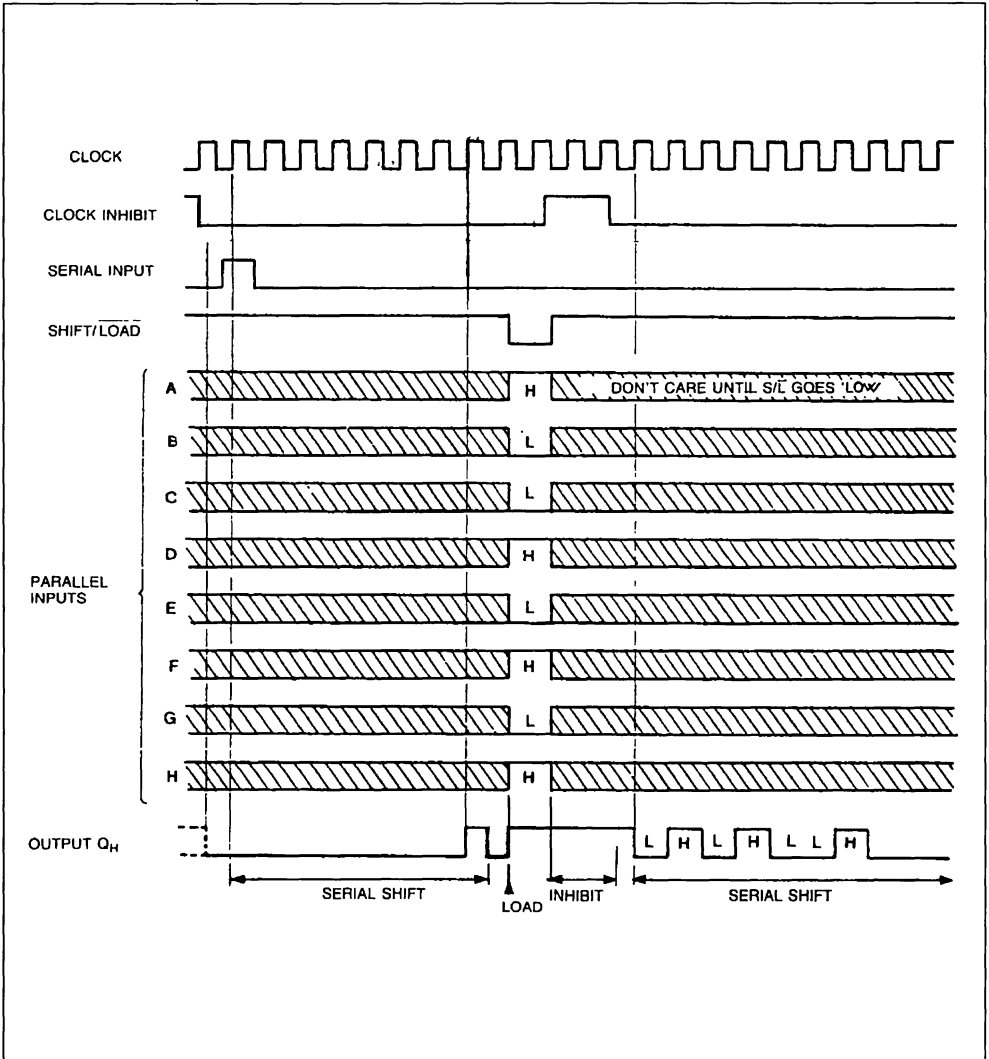 CLOCK
CLOCK INHIBIT
SERIAL INPUT
SHIFT/LOAD
A H DON'T CARE UNTIL S/L GOES 'LOW
B L
C L
D H
PARALLEL
INPUTS
E L
F H
G L
H H
OUTPUT QH L H L H L L H
SERIAL SHIFT LOAD INHIBIT SERIAL SHIFT